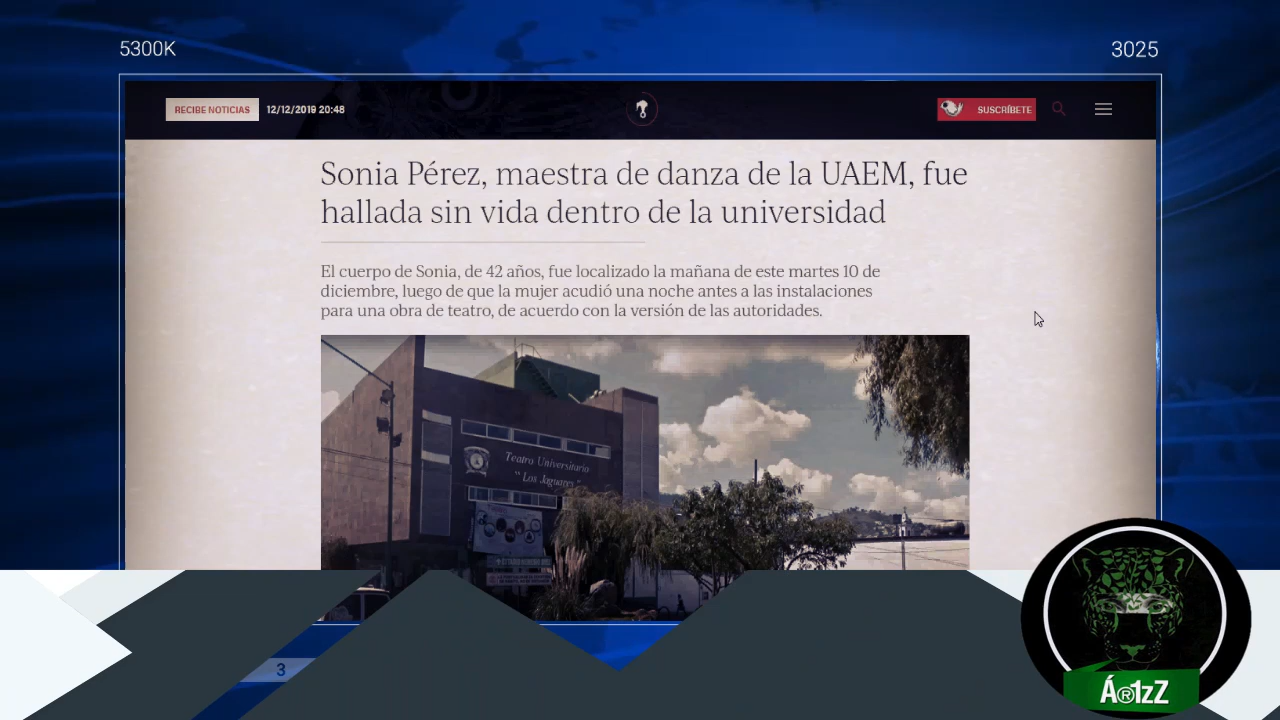 5300K
3025
RECIBE NOTICIAS
12/12/2019 20:48
SUSCRÍBETE
Sonia Pérez, maestra de danza de la UAEM, fue
hallada sin vida dentro de la universidad
El cuerpo de Sonia, de 42 años, fue localizado la mañana de este martes 10 de
diciembre, luego de que la mujer acudió una noche antes a las instalaciones
para una obra de teatro, de acuerdo con la versión de las autoridades.
Teatro Universitario
"Los Jaguares"
3
Á®1zZ